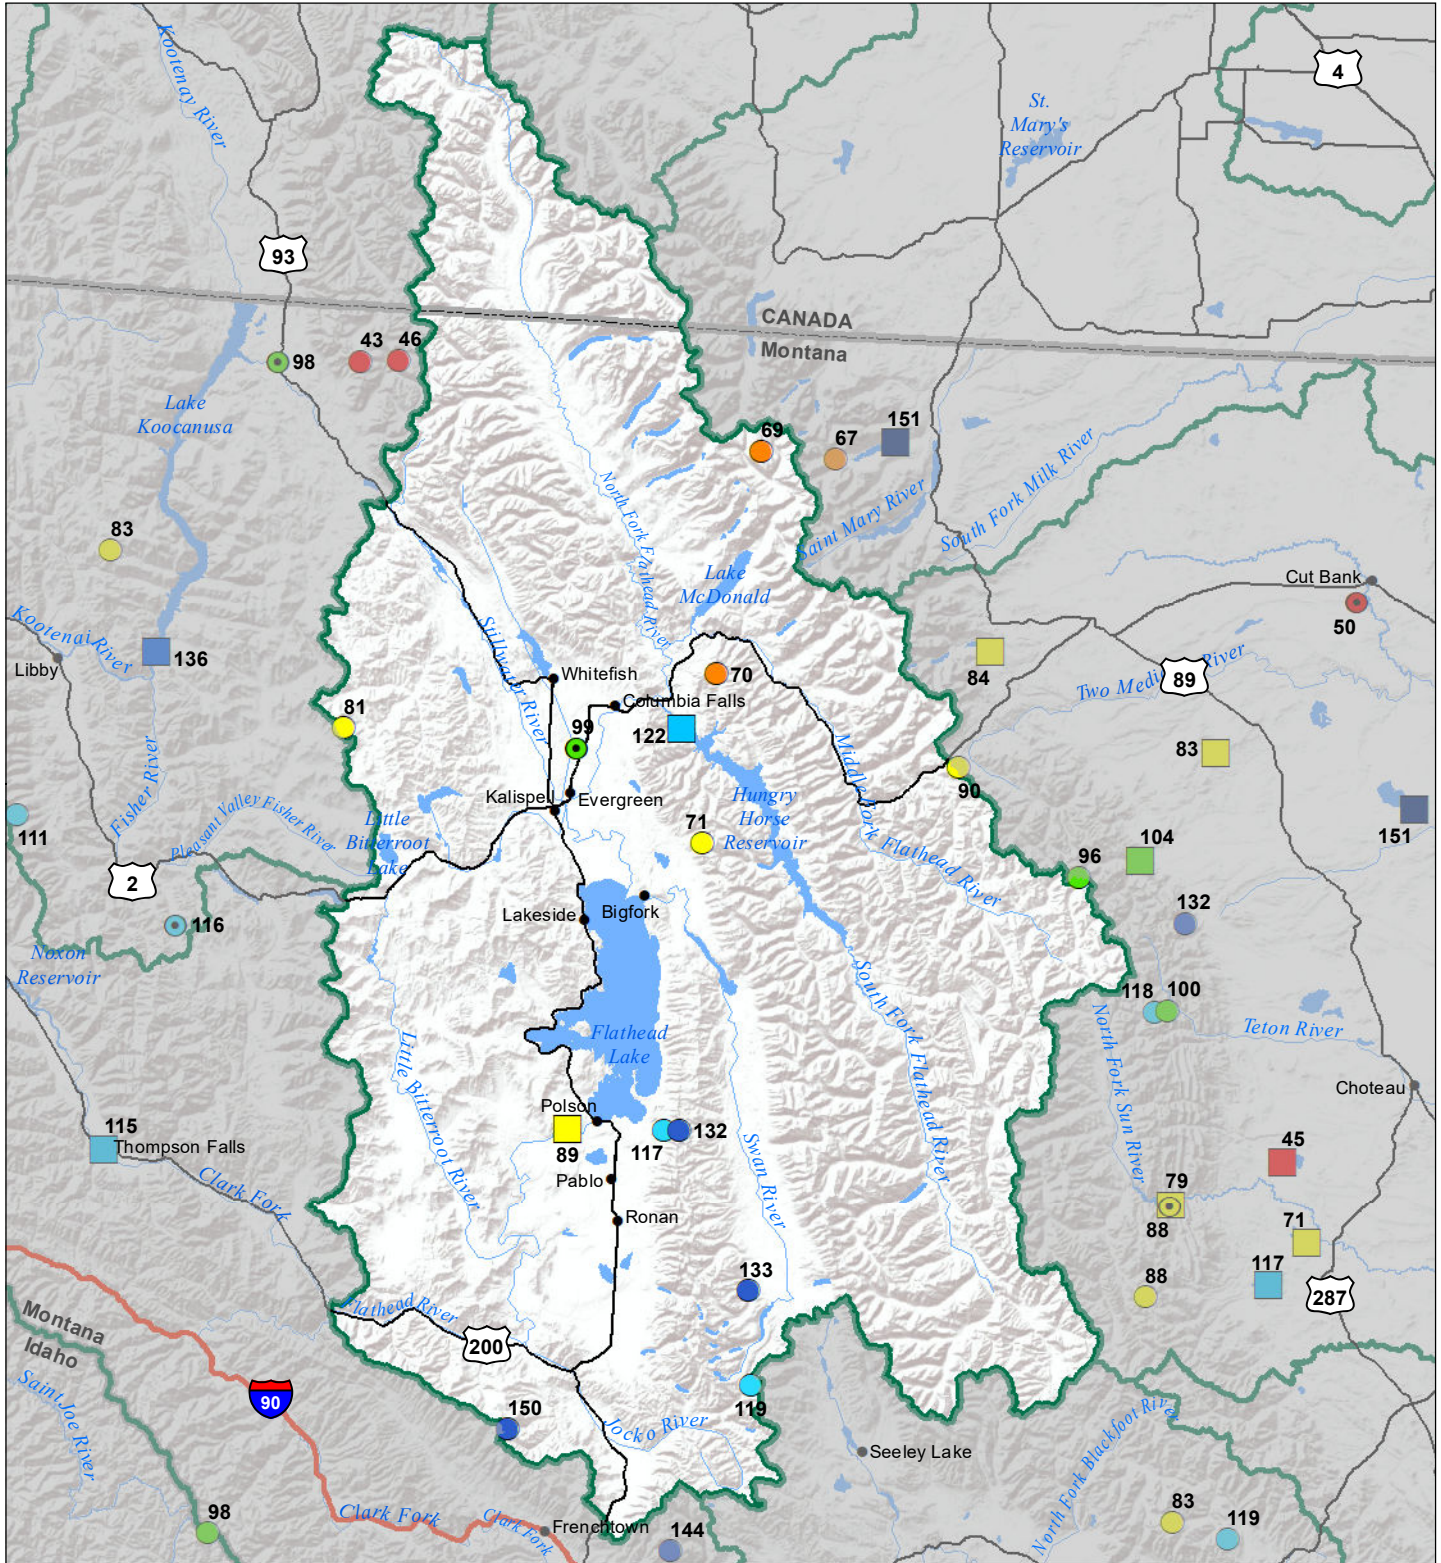 Kootenay River
4
St.
Mary's
Reservoir
93
CANADA
Montana
98
43
46
Lake
Koocanusa
69
67
151
North Fork Flathead River
Saint Mary River
South Fork Milk River
83
Lake
McDonald
Cut Bank
50
Kootenai River
Libby
136
Stillwater River
Whitefish
70
84
Two Medi
River
89
Columbia Falls
81
99
122
83
Fisher River
Middle Fork Flathead River
90
Kalispel
Evergreen
Hungry
Horse
Reservoir
111
Pleasant Valley Fisher River
Little
Bitterroot
Lake
71
104
151
2
96
116
Lakeside
Bigfork
132
Noxon
Reservoir
118
100
South Fork Flathead River
North Fork Sun River
Teton River
Flathead
Lake
Little Bitterroot River
Choteau
Polson
115
Thompson Falls
89
117
132
Swan River
45
Clark Fork
Pablo
79
88
Ronan
71
133
88
117
287
Montana
Idaho
Flathead River
200
Saint Joe River
90
150
119
Jocko River
Seeley Lake
North Fork Blackfoot River
98
Clark Fork
Clark Fork
Frenchtown
144
83
119